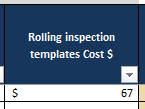 Rolling inspection
templates Cost $
$ 67